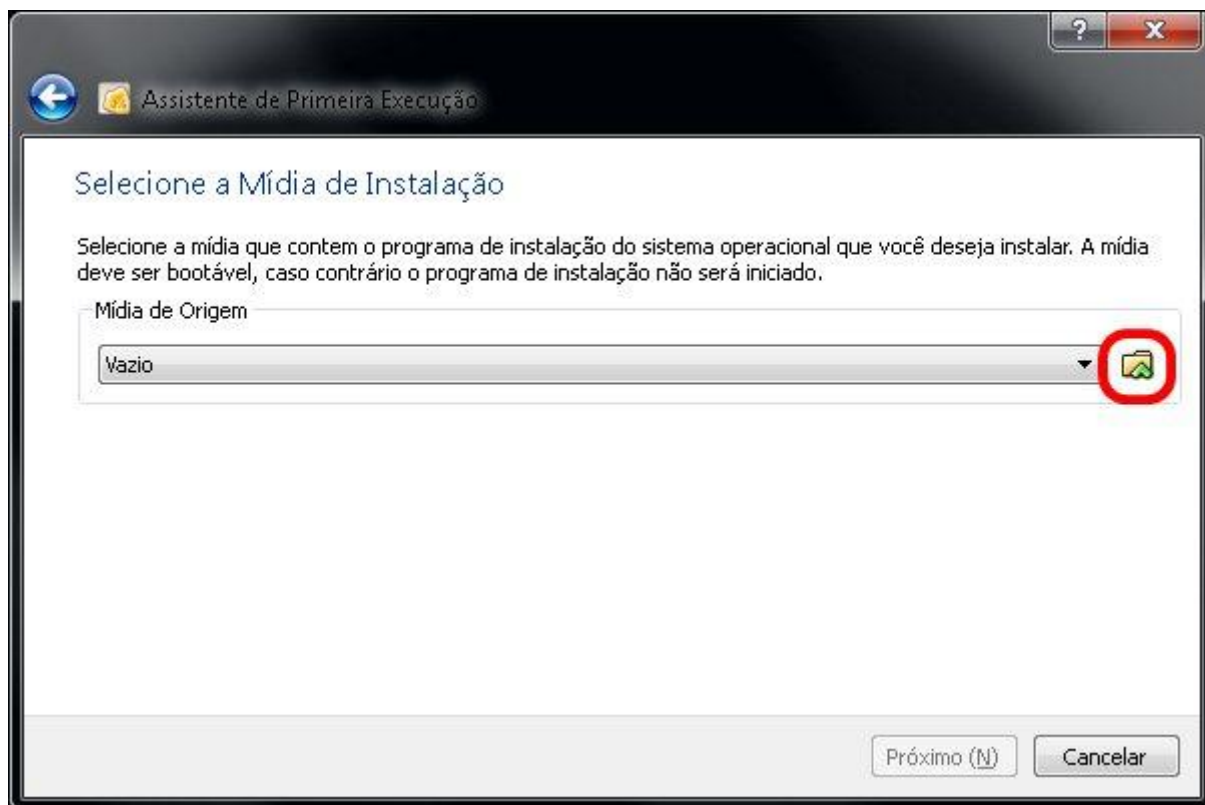 ?
X
Assistente de Primeira Execução
Selecione a Mídia de Instalação
Selecione a mídia que contem o programa de instalação do sistema operacional que você deseja instalar. A mídia
deve ser bootável, caso contrário o programa de instalação não será iniciado.
Mídia de Origem
Vazio
Próximo (N)
Cancelar